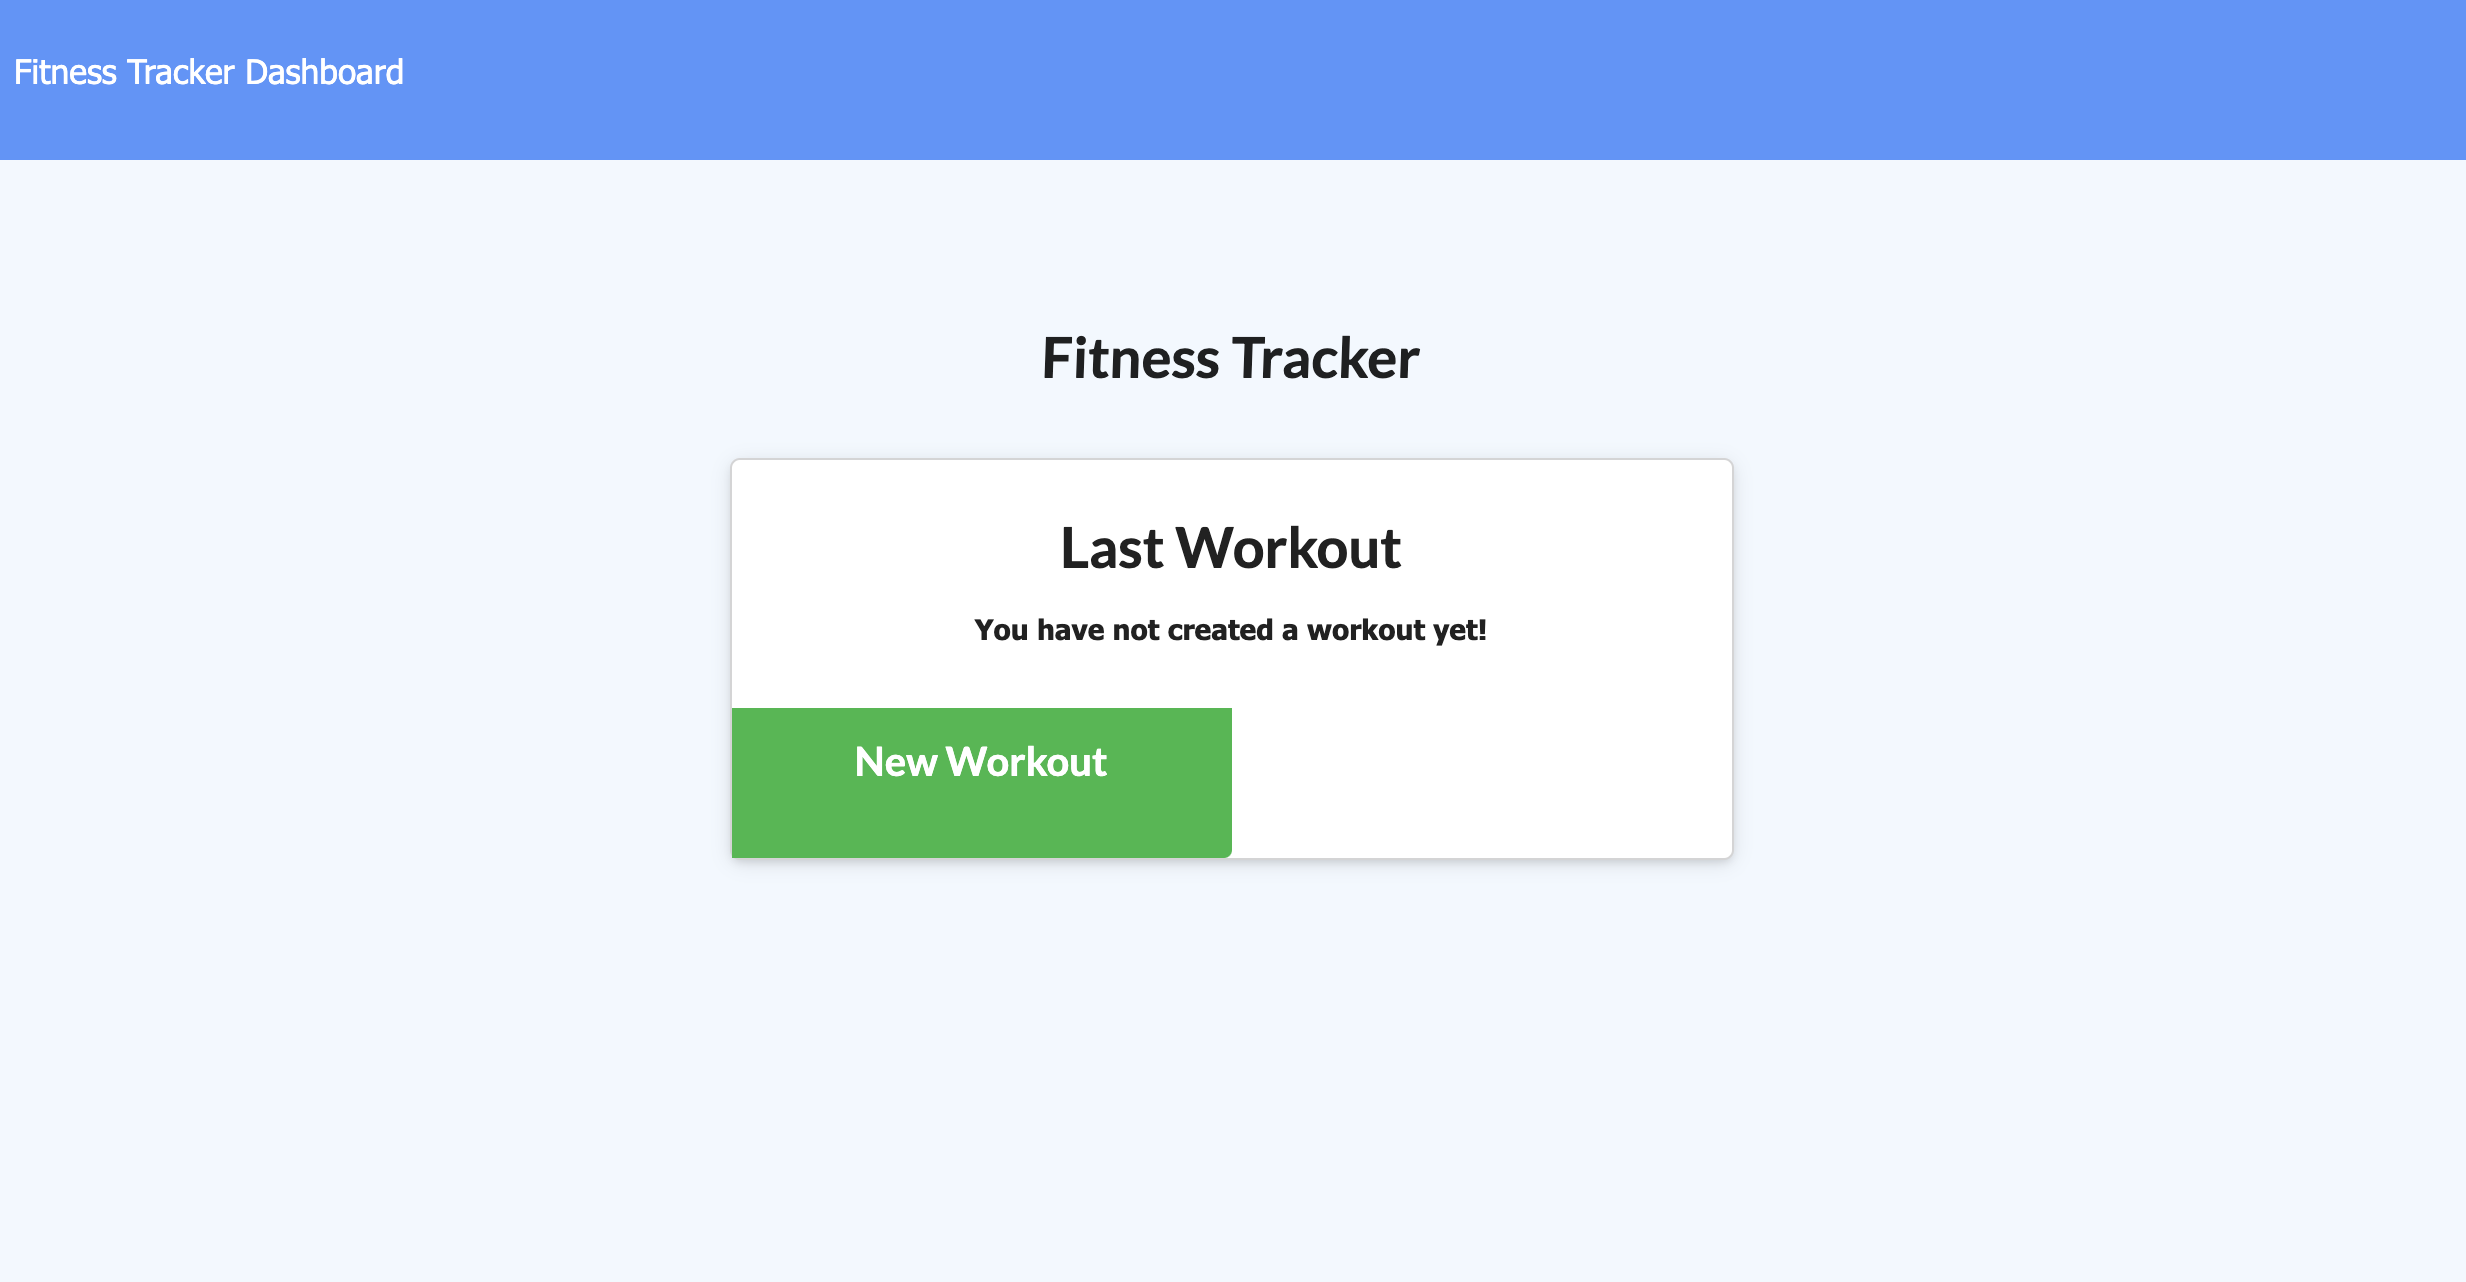 Fitness Tracker Dashboard
Fitness Tracker
Last Workout
You have not created a workout yet!
New Workout